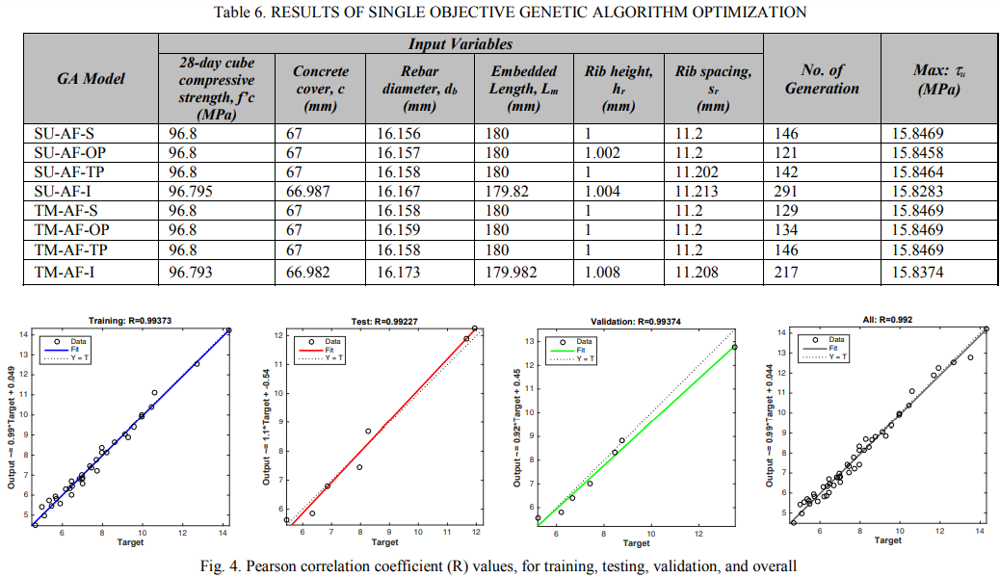 Table 6. RESULTS OF SINGLE OBJECTIVE GENETIC ALGORITHM OPTIMIZATION
GA Model
Input Variables
No. of Generation
Max: τu (MPa)
28-day cube compressive strength, f'c (MPa)
Concrete cover, c (mm)
Rebar diameter, db (mm)
Embedded Length, Lm (mm)
Rib height, hr (mm)
Rib spacing, sr (mm)
SU-AF-S 96.8 67 16.156 180 1 11.2 146 15.8469
SU-AF-OP 96.8 67 16.157 180 1.002 11.2 121 15.8458
SU-AF-TP 96.8 67 16.158 180 1 11.202 142 15.8464
SU-AF-I 96.795 66.987 16.167 179.82 1.004 11.213 291 15.8283
TM-AF-S 96.8 67 16.158 180 1 11.2 129 15.8469
TM-AF-OP 96.8 67 16.159 180 1 11.2 134 15.8469
TM-AF-TP 96.8 67 16.158 180 1 11.2 146 15.8469
TM-AF-I 96.793 66.982 16.173 179.982 1.008 11.208 217 15.8374
Training: R=0.99373
Output ~= 0.99*Target + 0.049
Data
Fit
Y = T
14
13
12
11
10
9
8
7
6
5
6 8 10 12 14
Target
Test: R=0.99227
Output ~= 1.1*Target + -0.54
Data
Fit
Y = T
12
11
10
9
8
7
6
6 8 10 12
Target
Validation: R=0.99374
Output ~= 0.92*Target + 0.45
Data
Fit
Y = T
13
12
11
10
9
8
7
6
6 8 10 12
Target
All: R=0.992
Output ~= 0.99*Target + 0.044
Data
Fit
Y = T
14
13
12
11
10
9
8
7
6
5
6 8 10 12 14
Target
Fig. 4. Pearson correlation coefficient (R) values, for training, testing, validation, and overall